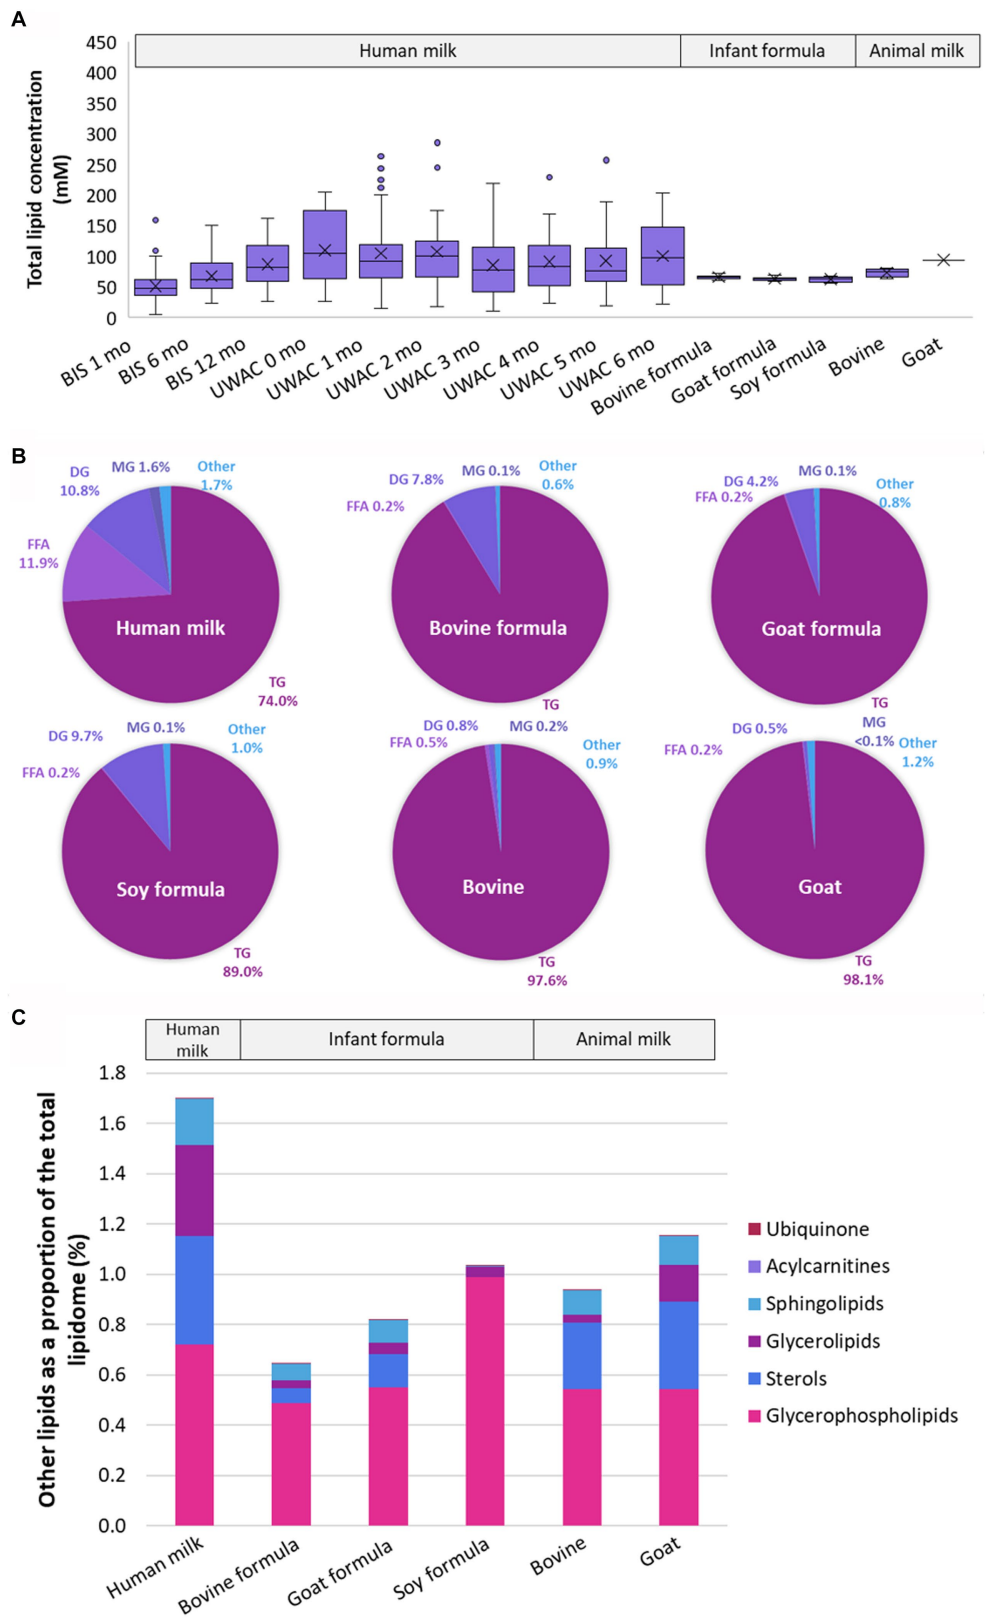 A
Human milk
Infant formula
Animal milk
Total lipid concentration
(mM)
450
400
350
300
250
200
150
100
50
0
BIS 1 mo
BIS 6 mo
BIS 12 mo
UWAC 0 mo
UWAC 1 mo
UWAC 2 mo
UWAC 3 mo
UWAC 4 mo
UWAC 5 mo
UWAC 6 mo
Bovine formula
Goat formula
Soy formula
Bovine
Goat
B
DG
10.8%
MG 1.6%
Other
1.7%
FFA
11.9%
Human milk
TG
74.0%
DG 7.8%
MG 0.1%
Other
0.6%
FFA 0.2%
Bovine formula
TG
DG 4.2%
MG 0.1%
Other
0.8%
FFA 0.2%
Goat formula
TG
DG 9.7%
MG 0.1%
Other
1.0%
FFA 0.2%
Soy formula
TG
89.0%
DG 0.8%
MG 0.2%
FFA 0.5%
Other
0.9%
Bovine
TG
97.6%
DG 0.5%
MG
<0.1%
Other
1.2%
FFA 0.2%
Goat
TG
98.1%
C
Human
milk
Infant formula
Animal milk
Other lipids as a proportion of the total
lipidome (%)
1.8
1.6
1.4
1.2
1.0
0.8
0.6
0.4
0.2
0.0
Human milk
Bovine formula
Goat formula
Soy formula
Bovine
Goat
Ubiquinone
Acylcarnitines
Sphingolipids
Glycerolipids
Sterols
Glycerophospholipids